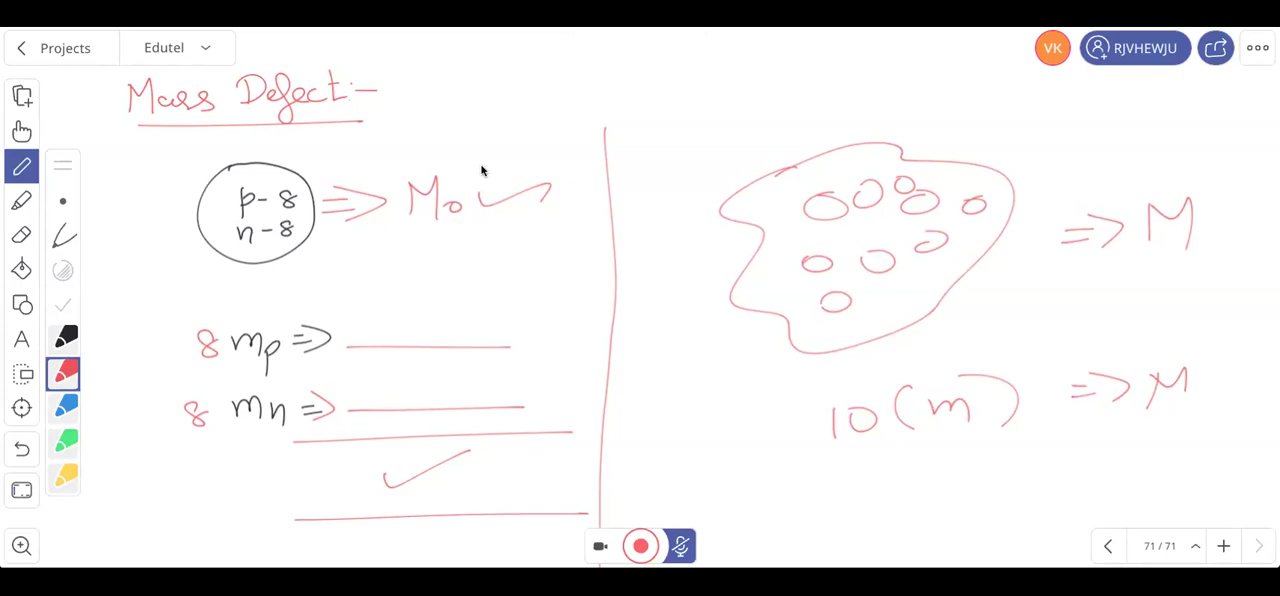 Projects
Edutel
VK
RJVHEWJU
Mass Defect:-
p-8
n-8
=> Mo
8 mp =>
8 mn =>
=> M
10 (m) => M
A
71 / 71